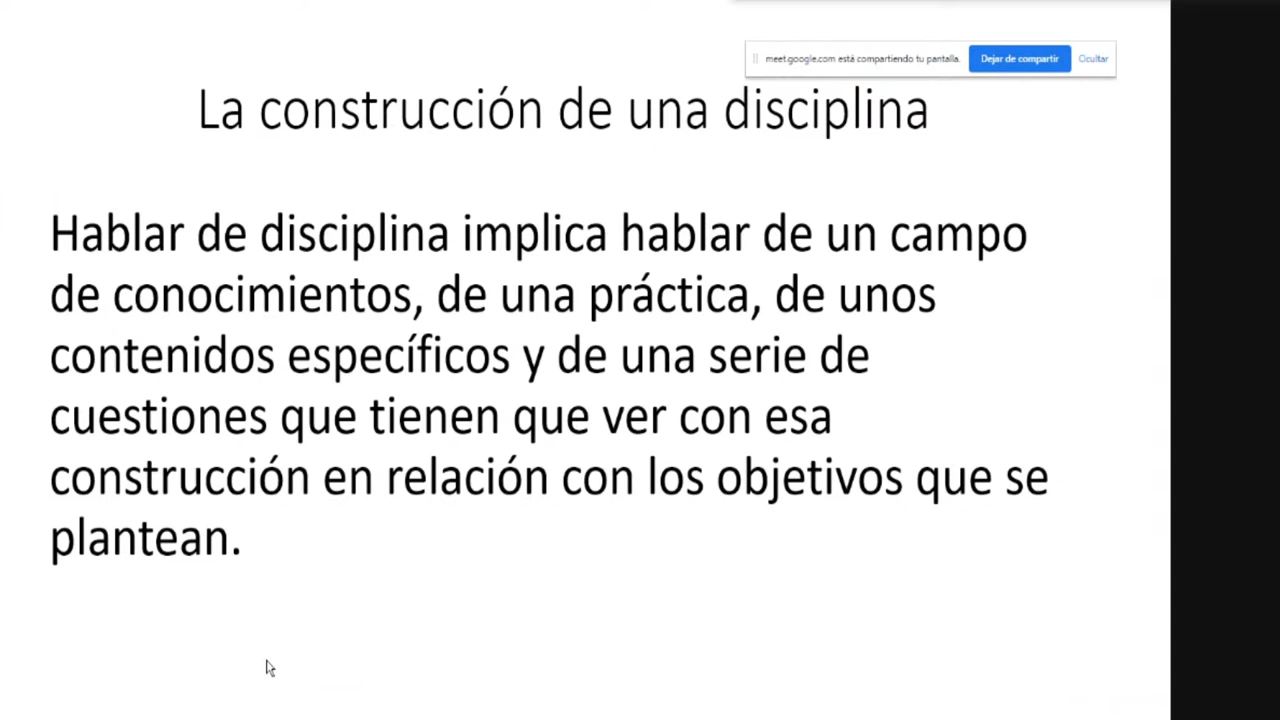 meet.google.com está compartiendo tu pantalla.
Dejar de compartir
Ocultar
La construcción de una disciplina
Hablar de disciplina implica hablar de un campo
de conocimientos, de una práctica, de unos
contenidos específicos y de una serie de
cuestiones que tienen que ver con esa
construcción en relación con los objetivos que se
plantean.